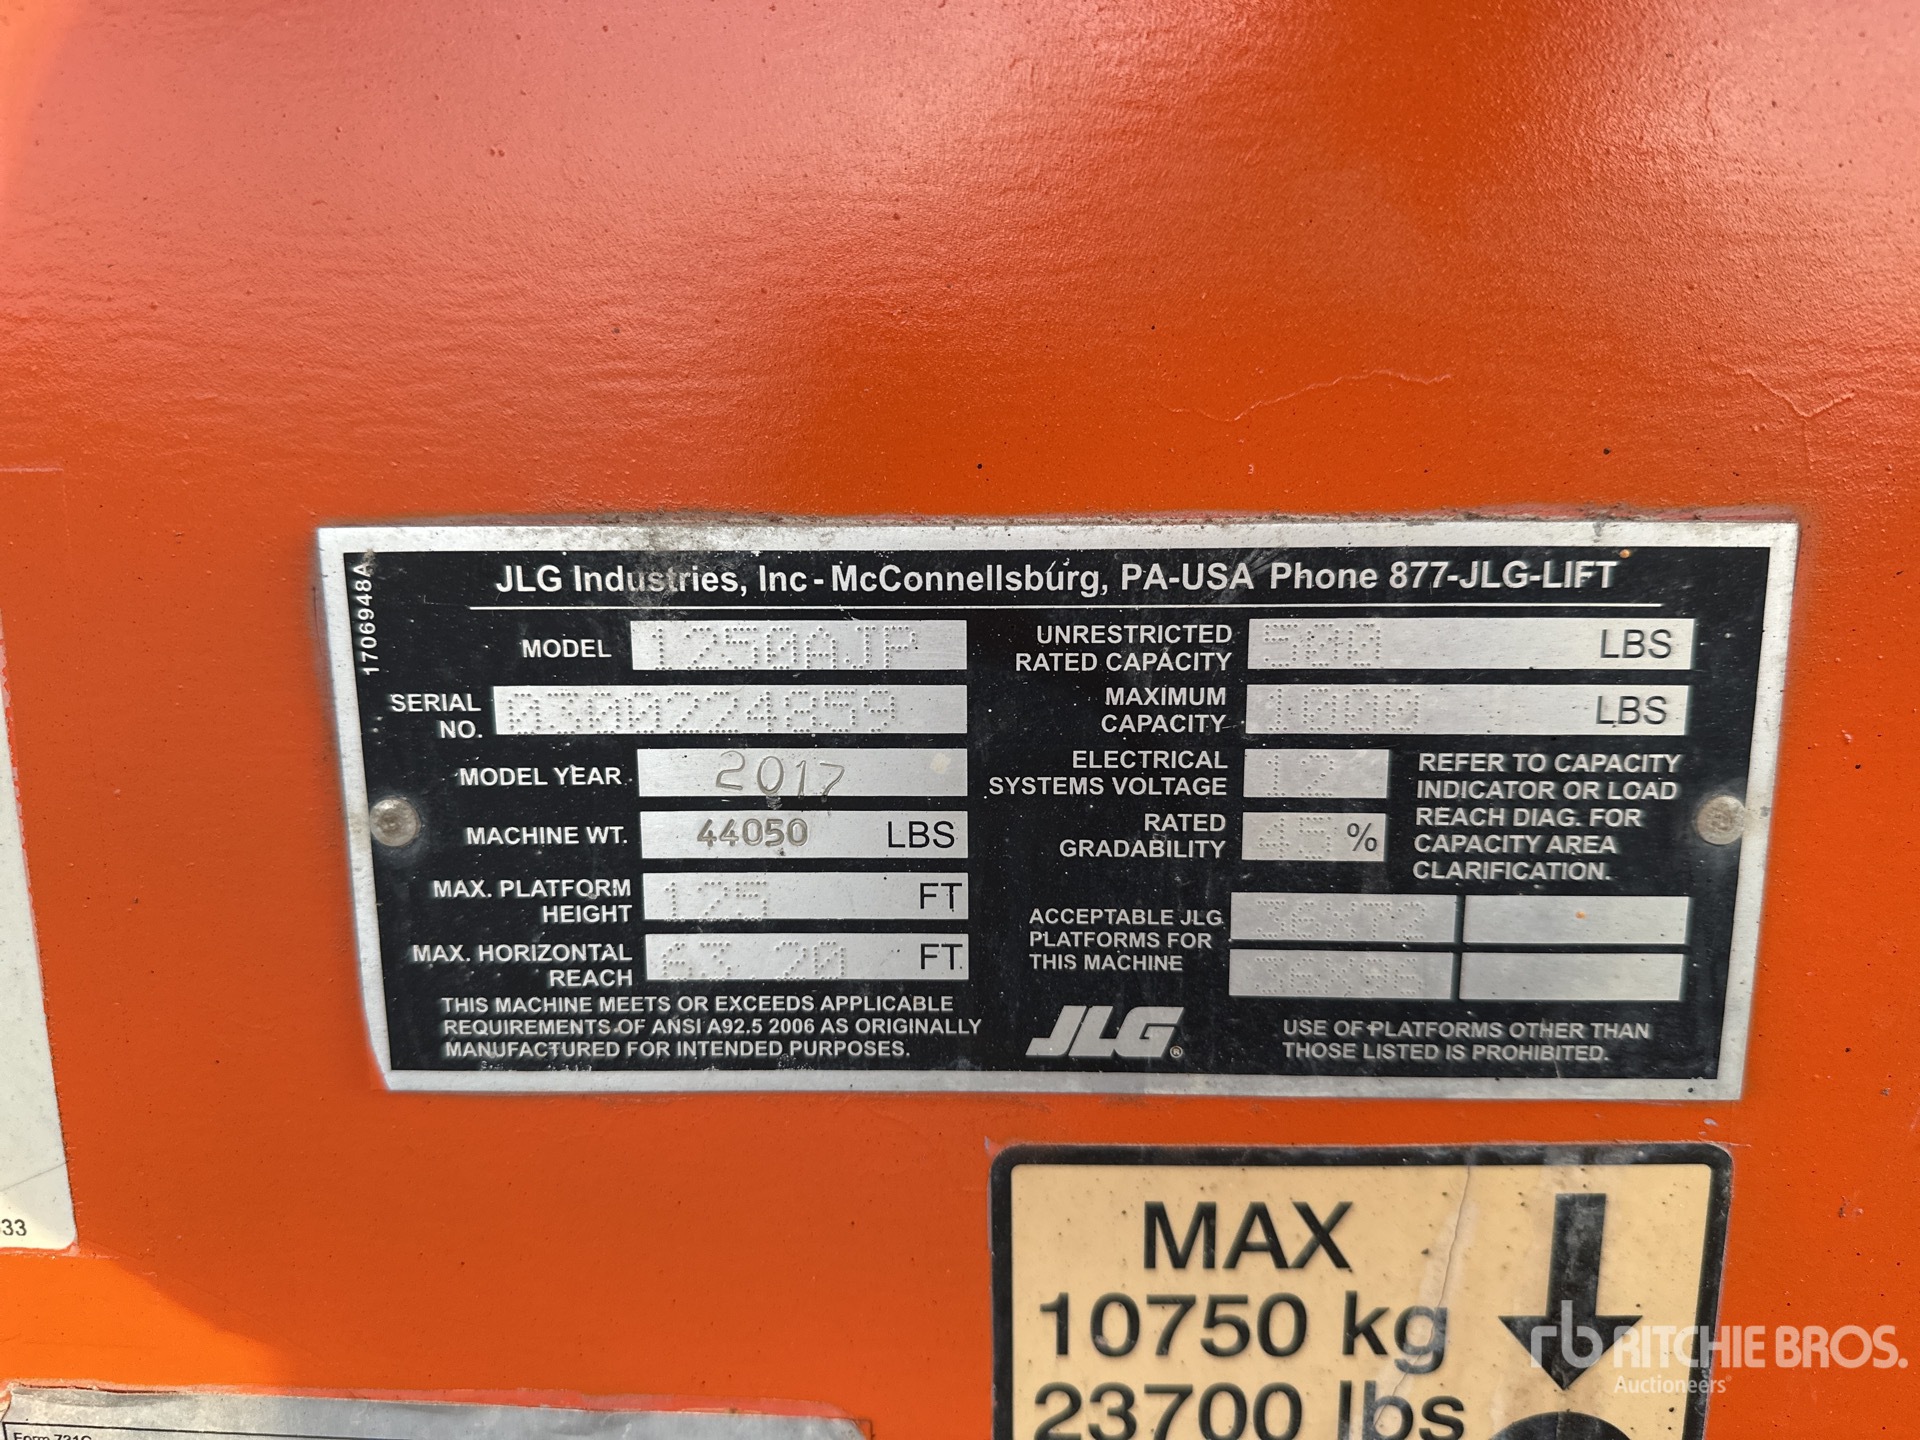 1706948A
JLG Industries, Inc - McConnellsburg, PA-USA Phone 877-JLG-LIFT
MODEL 1250AJP
SERIAL NO. 0300224859
MODEL YEAR 2017
MACHINE WT. 44050 LBS
MAX. PLATFORM HEIGHT 125 FT
MAX. HORIZONTAL REACH 63.20 FT
THIS MACHINE MEETS OR EXCEEDS APPLICABLE
REQUIREMENTS OF ANSI A92.5 2006 AS ORIGINALLY
MANUFACTURED FOR INTENDED PURPOSES.
UNRESTRICTED RATED CAPACITY 500 LBS
MAXIMUM CAPACITY 1000 LBS
ELECTRICAL SYSTEMS VOLTAGE 12
RATED GRADABILITY 45 %
REFER TO CAPACITY
INDICATOR OR LOAD
REACH DIAG. FOR
CAPACITY AREA
CLARIFICATION.
ACCEPTABLE JLG
PLATFORMS FOR
THIS MACHINE
36X72
JLG®
USE OF PLATFORMS OTHER THAN
THOSE LISTED IS PROHIBITED.
MAX
10750 kg
23700 lbs
33
rb RITCHIE BROS.
Auctioneers